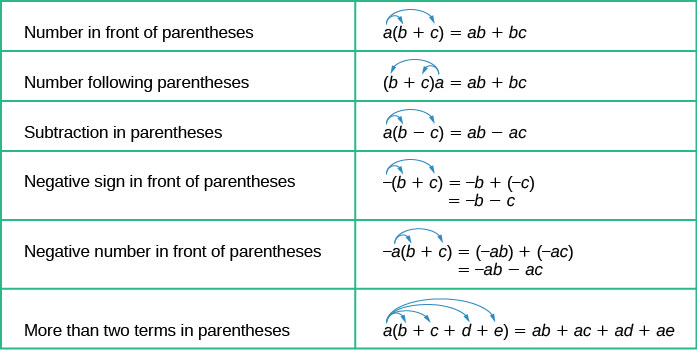 Number in front of parentheses a(b + c) = ab + bc
Number following parentheses (b + c)a = ab + bc
Subtraction in parentheses a(b − c) = ab − ac
Negative sign in front of parentheses −(b + c) = −b + (−c)
= −b − c
Negative number in front of parentheses −a(b + c) = (−ab) + (−ac)
= −ab − ac
More than two terms in parentheses a(b + c + d + e) = ab + ac + ad + ae